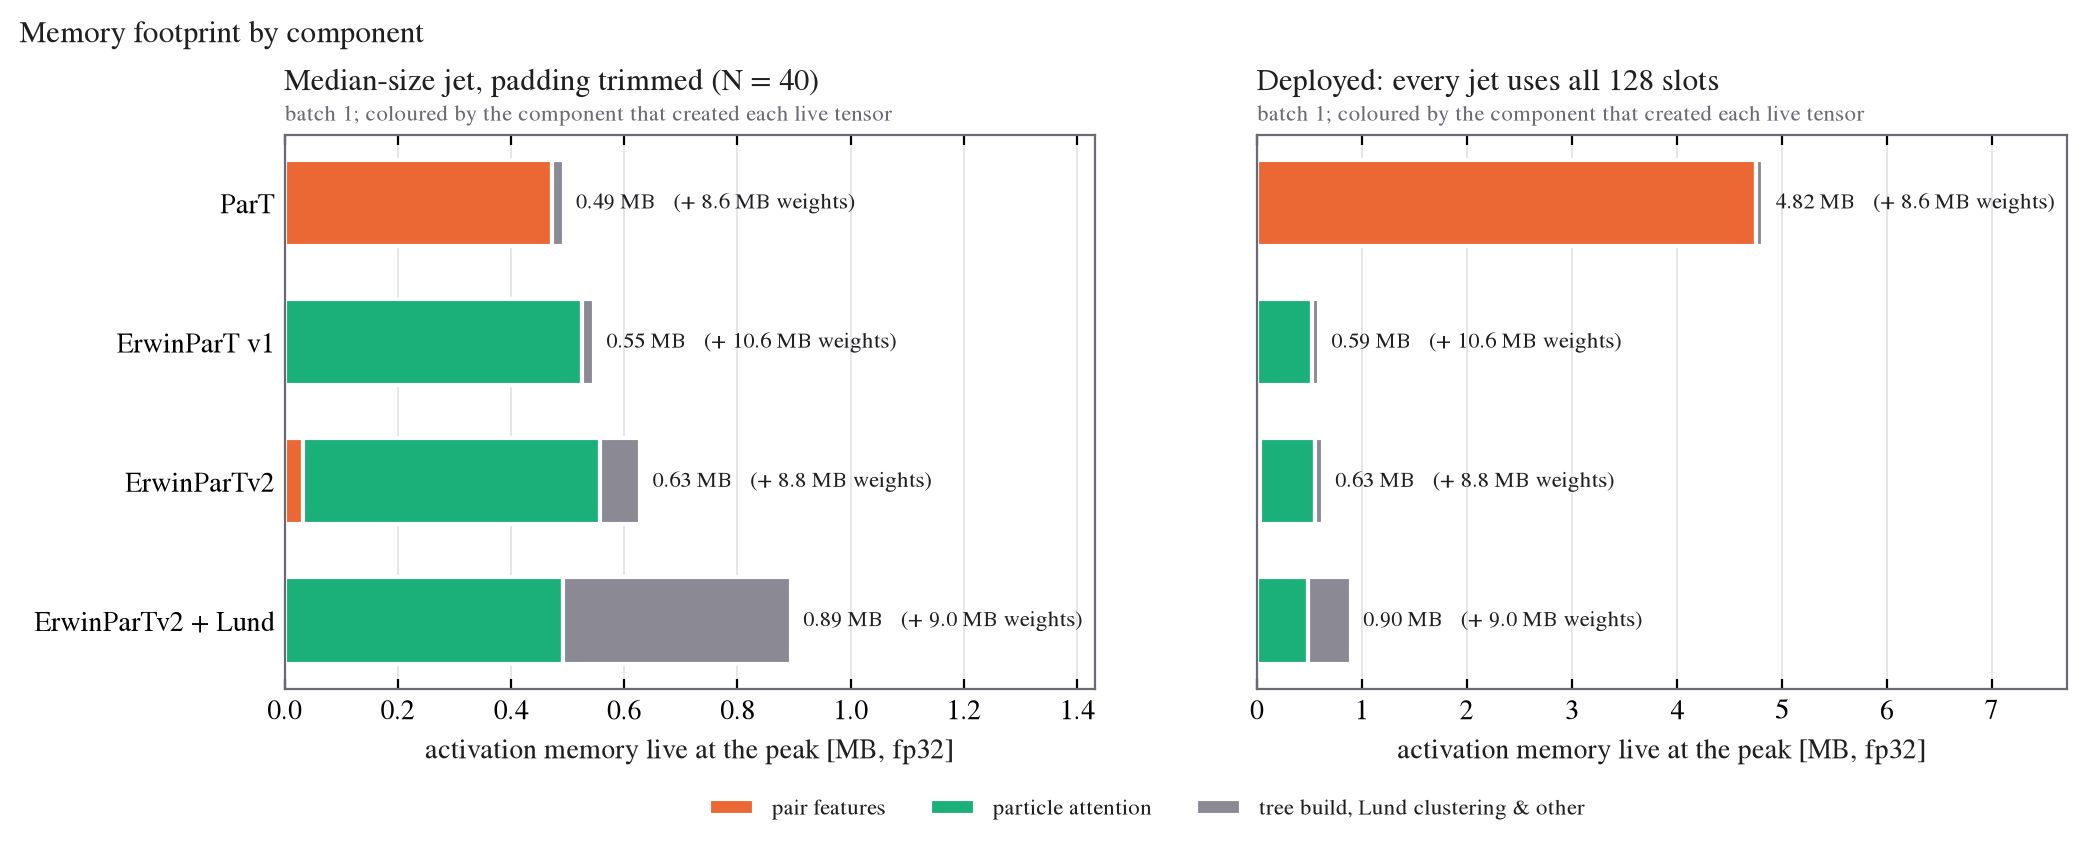 Memory footprint by component
Median-size jet, padding trimmed (N = 40)
batch 1; coloured by the component that created each live tensor
ParT
0.49 MB (+ 8.6 MB weights)
ErwinParT v1
0.55 MB (+ 10.6 MB weights)
ErwinParTv2
0.63 MB (+ 8.8 MB weights)
ErwinParTv2 + Lund
0.89 MB (+ 9.0 MB weights)
0.0 0.2 0.4 0.6 0.8 1.0 1.2 1.4
activation memory live at the peak [MB, fp32]
Deployed: every jet uses all 128 slots
batch 1; coloured by the component that created each live tensor
4.82 MB (+ 8.6 MB weights)
0.59 MB (+ 10.6 MB weights)
0.63 MB (+ 8.8 MB weights)
0.90 MB (+ 9.0 MB weights)
0 1 2 3 4 5 6 7
activation memory live at the peak [MB, fp32]
pair features
particle attention
tree build, Lund clustering & other